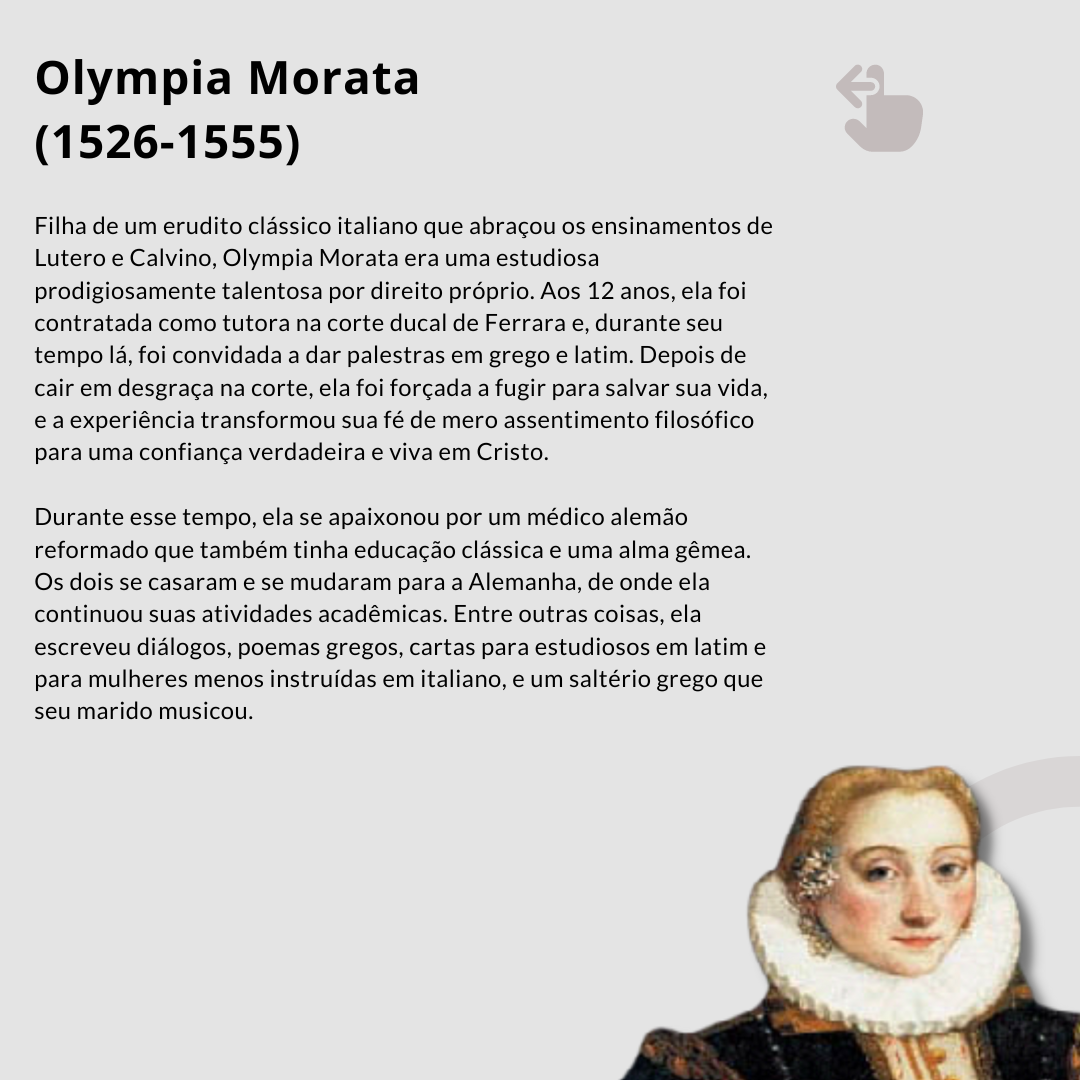 Olympia Morata
(1526-1555)
Filha de um erudito clássico italiano que abraçou os ensinamentos de
Lutero e Calvino, Olympia Morata era uma estudiosa
prodigiosamente talentosa por direito próprio. Aos 12 anos, ela foi
contratada como tutora na corte ducal de Ferrara e, durante seu
tempo lá, foi convidada a dar palestras em grego e latim. Depois de
cair em desgraça na corte, ela foi forçada a fugir para salvar sua vida,
e a experiência transformou sua fé de mero assentimento filosófico
para uma confiança verdadeira e viva em Cristo.
Durante esse tempo, ela se apaixonou por um médico alemão
reformado que também tinha educação clássica e uma alma gêmea.
Os dois se casaram e se mudaram para a Alemanha, de onde ela
continuou suas atividades acadêmicas. Entre outras coisas, ela
escreveu diálogos, poemas gregos, cartas para estudiosos em latim e
para mulheres menos instruídas em italiano, e um saltério grego que
seu marido musicou.